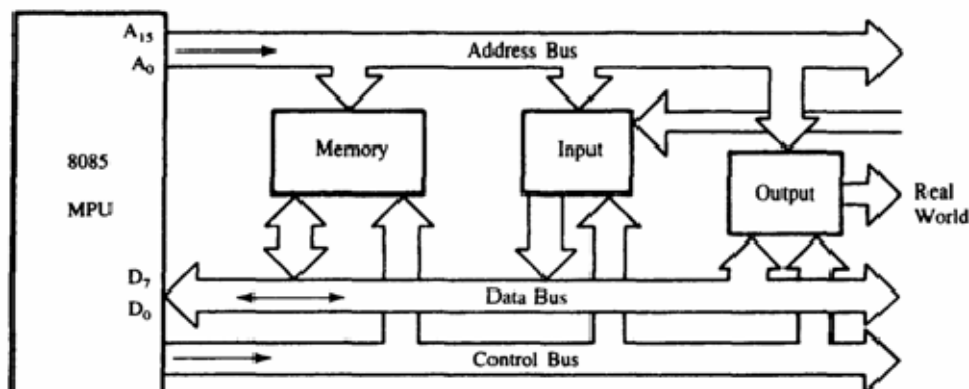 A₁₅
Address Bus
A₀
Memory
Input
8085
MPU
Output
Real
World
D₇
Data Bus
D₀
Control Bus